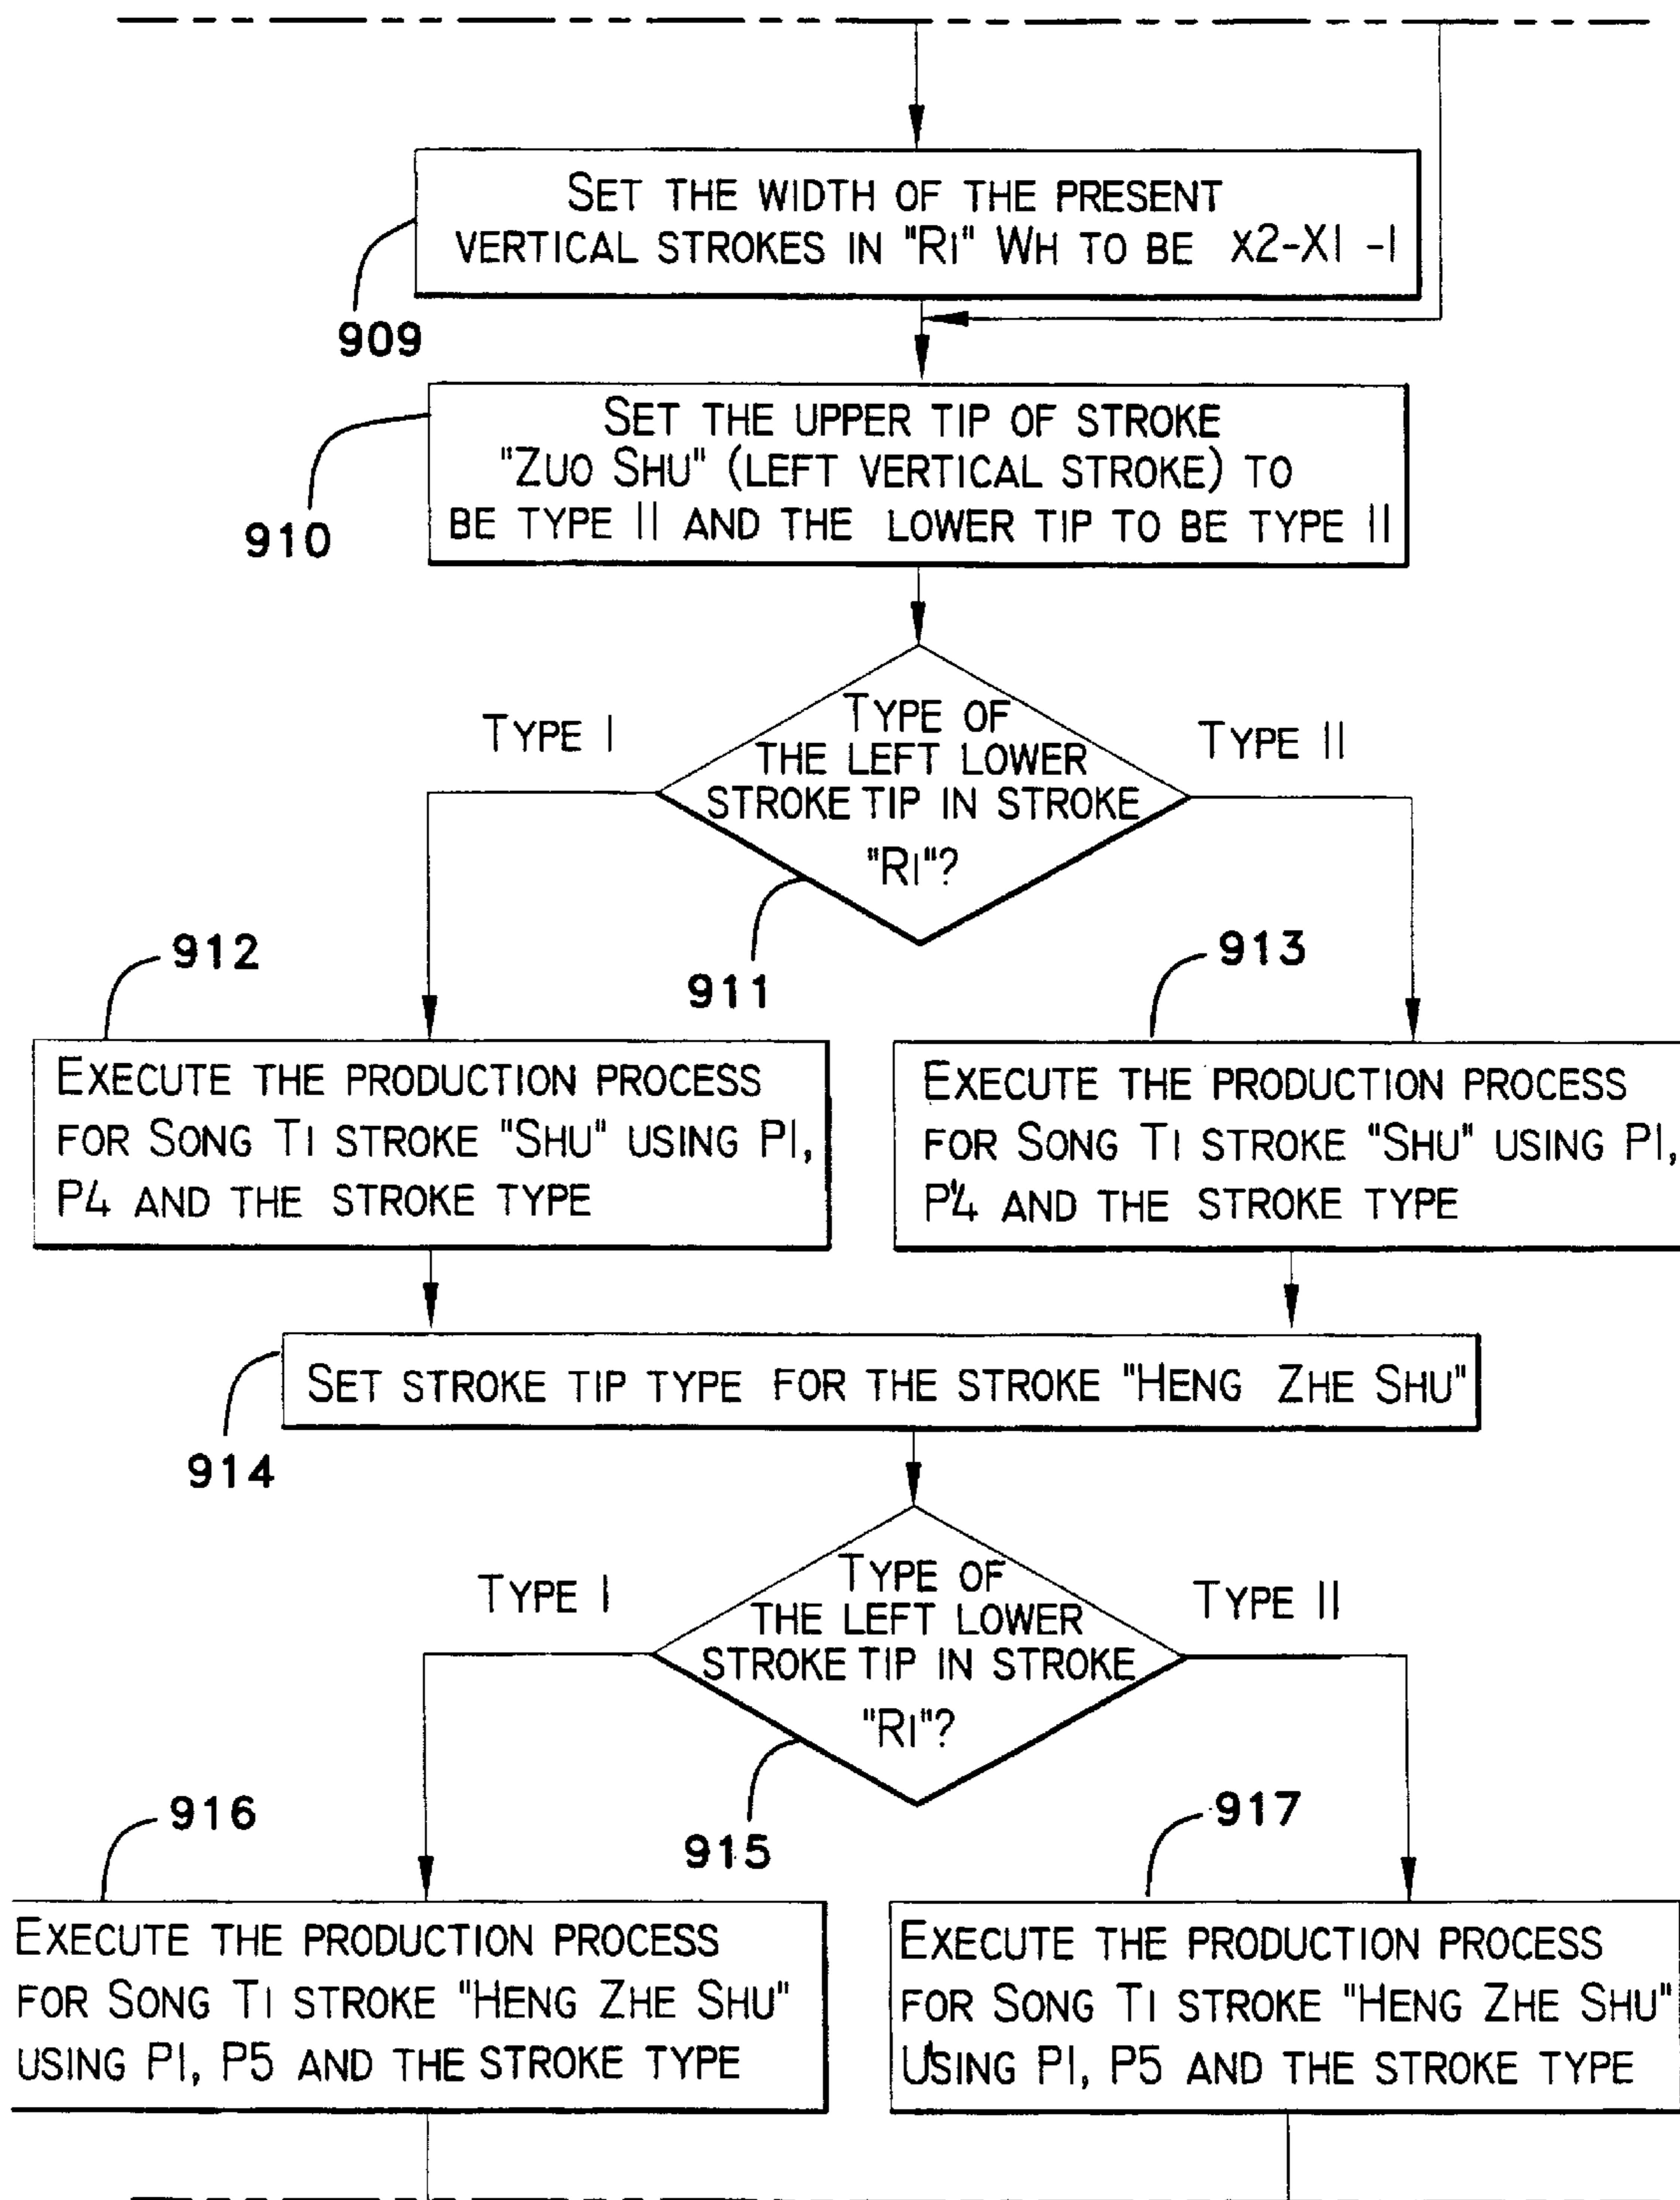 SET THE WIDTH OF THE PRESENT
VERTICAL STROKES IN "RI" WH TO BE X2-X1 -1
909
SET THE UPPER TIP OF STROKE
"ZUO SHU" (LEFT VERTICAL STROKE) TO
BE TYPE II AND THE LOWER TIP TO BE TYPE II
910
TYPE I
TYPE OF
THE LEFT LOWER
STROKE TIP IN STROKE
"RI"?
TYPE II
911
912
913
EXECUTE THE PRODUCTION PROCESS
FOR SONG TI STROKE "SHU" USING P1,
P4 AND THE STROKE TYPE
EXECUTE THE PRODUCTION PROCESS
FOR SONG TI STROKE "SHU" USING P1,
P'4 AND THE STROKE TYPE
SET STROKE TIP TYPE FOR THE STROKE "HENG ZHE SHU"
914
TYPE I
TYPE OF
THE LEFT LOWER
STROKE TIP IN STROKE
"RI"?
TYPE II
915
916
917
EXECUTE THE PRODUCTION PROCESS
FOR SONG TI STROKE "HENG ZHE SHU"
USING P1, P5 AND THE STROKE TYPE
EXECUTE THE PRODUCTION PROCESS
FOR SONG TI STROKE "HENG ZHE SHU"
USING P1, P5 AND THE STROKE TYPE